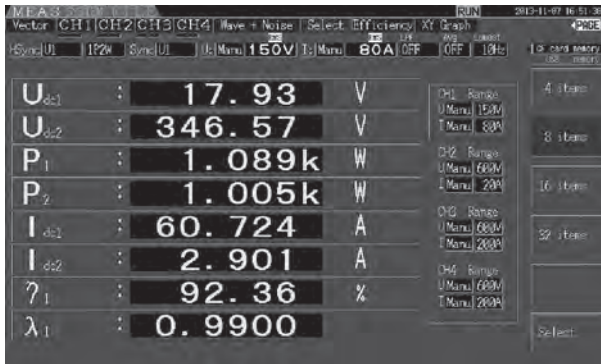 MEAS RUN 2013-11-07 16:51:38
Vector CH1 CH2 CH3 CH4 Wave + Noise Select Efficiency XY Graph PAGE
Sync U1 1P2W Sync U1 U: Manu 150V I: Manu 80A OFF OFF 10Hz
Udc1 : 17.93 V
Udc2 : 346.57 V
P1 : 1.089k W
P2 : 1.005k W
Idc1 : 60.724 A
Idc2 : 2.901 A
η1 : 92.36 %
λ1 : 0.9900
CH1 Range
U Manu 150V
I Manu 80A
CH2 Range
U Manu 600V
I Manu 20A
CH3 Range
U Manu 600V
I Manu 200A
CH4 Range
U Manu 600V
I Manu 200A
4 items
8 items
16 items
32 items
Select